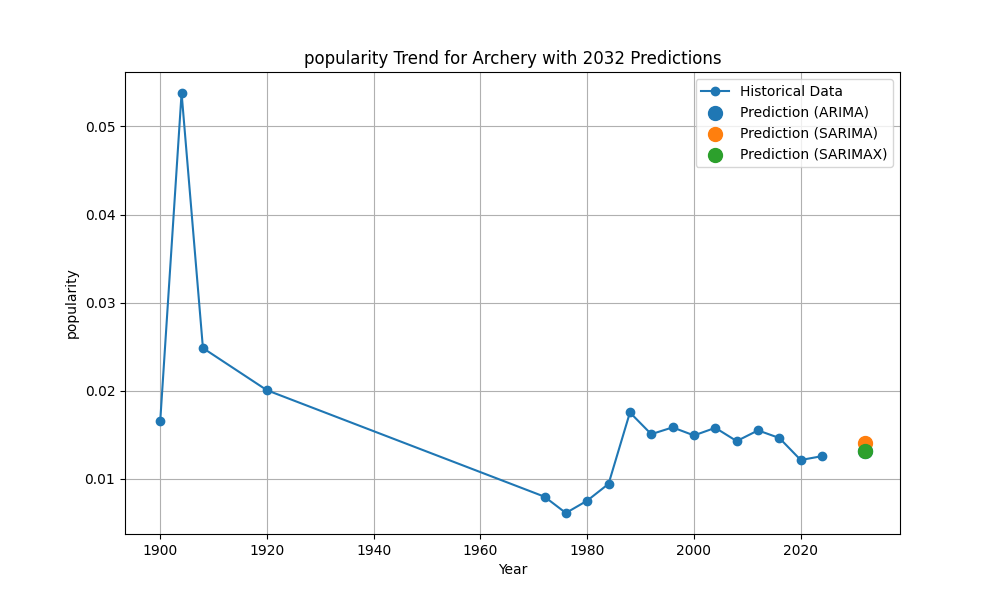 popularity Trend for Archery with 2032 Predictions
Historical Data
Prediction (ARIMA)
Prediction (SARIMA)
Prediction (SARIMAX)
0.05
0.04
0.03
0.02
0.01
popularity
1900 1920 1940 1960 1980 2000 2020
Year